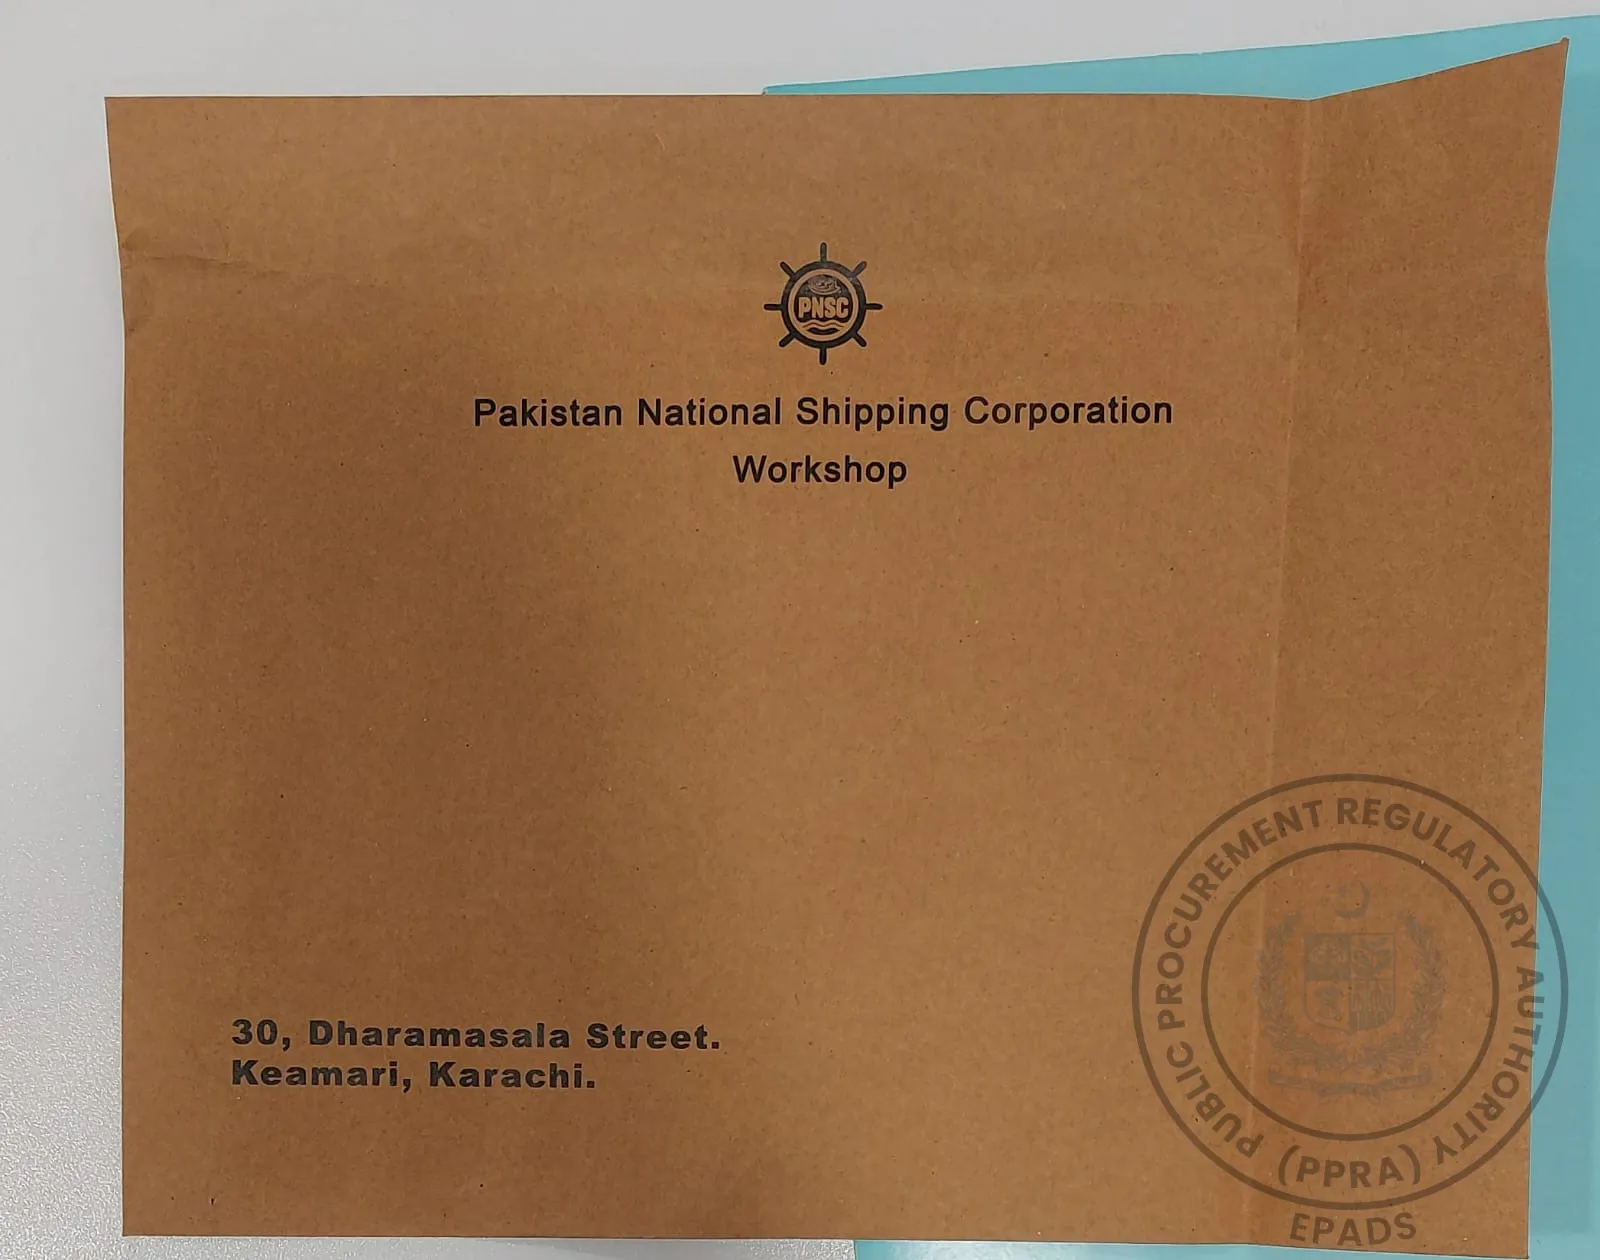 PNSC
Pakistan National Shipping Corporation
Workshop
30, Dharamasala Street.
Keamari, Karachi.
PUBLIC PROCUREMENT REGULATORY AUTHORITY
(PPRA)
EPADS